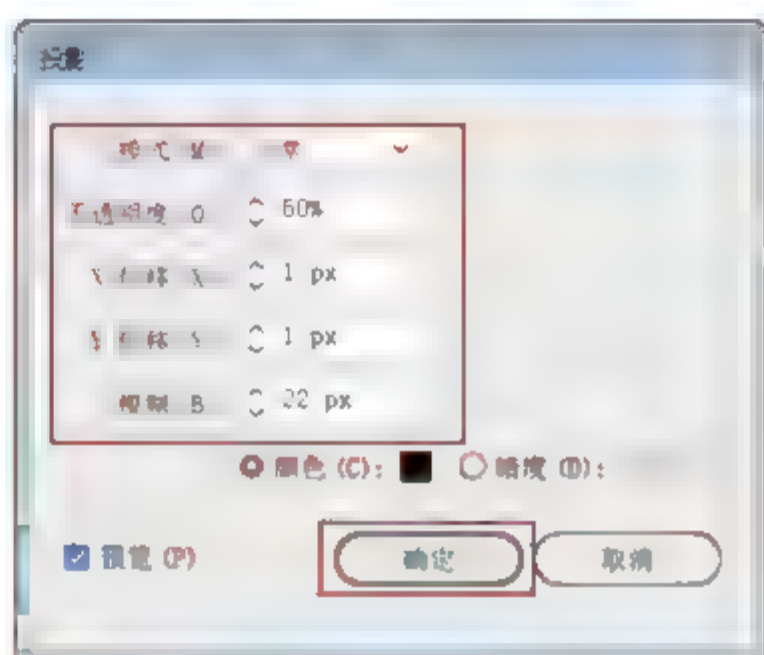 投影
模式 M
不透明度 O 60%
X 位移 X 1 px
Y 位移 Y 1 px
模糊 B 22 px
颜色 (C): 暗度 (D):
预览 (P) 确定 取消